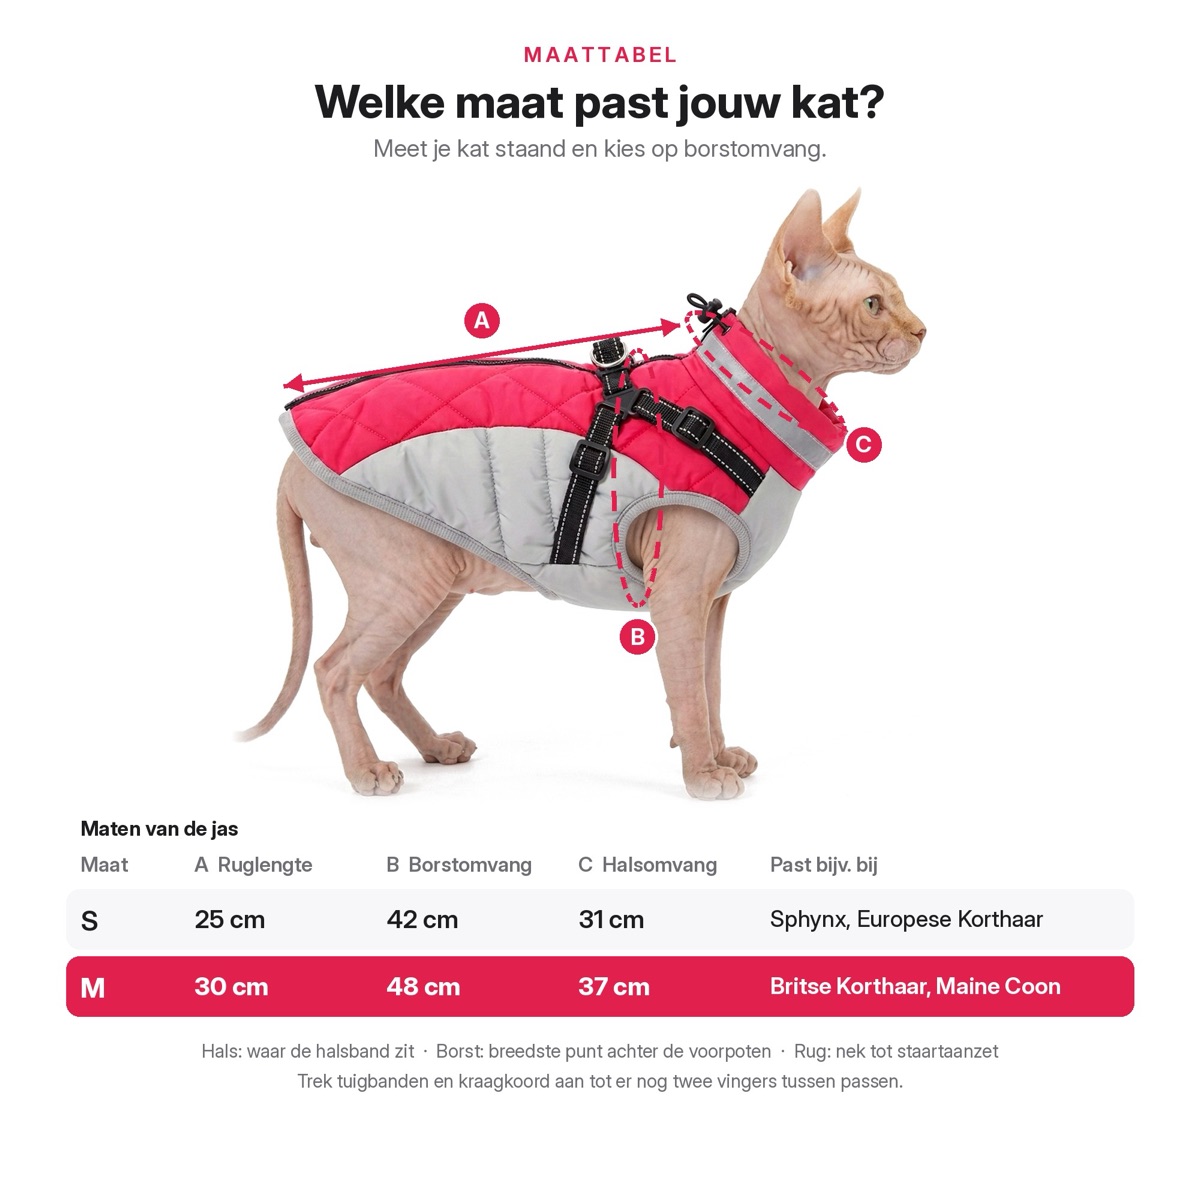 MAATTABEL
Welke maat past jouw kat?
Meet je kat staand en kies op borstomvang.
A
C
B
Maten van de jas
Maat A Ruglengte B Borstomvang C Halsomvang Past bijv. bij
S 25 cm 42 cm 31 cm Sphynx, Europese Korthaar
M 30 cm 48 cm 37 cm Britse Korthaar, Maine Coon
Hals: waar de halsband zit · Borst: breedste punt achter de voorpoten · Rug: nek tot staartaanzet
Trek tuigbanden en kraagkoord aan tot er nog twee vingers tussen passen.